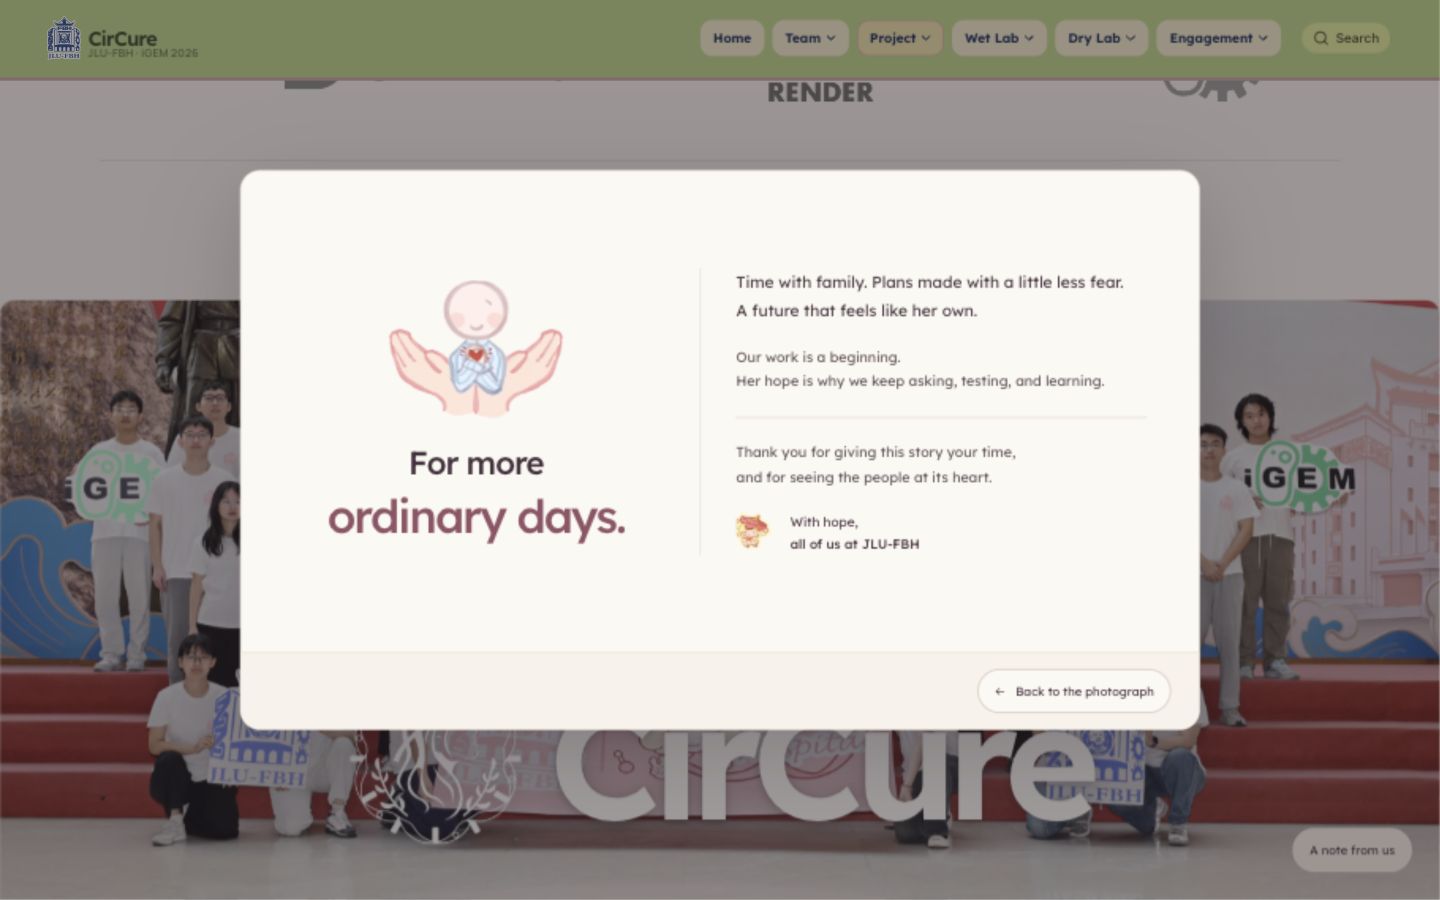 CirCure
JLU-FBH · iGEM 2026
Home
Team
Project
Wet Lab
Dry Lab
Engagement
Search
RENDER
For more
ordinary days.
Time with family. Plans made with a little less fear.
A future that feels like her own.
Our work is a beginning.
Her hope is why we keep asking, testing, and learning.
Thank you for giving this story your time,
and for seeing the people at its heart.
With hope,
all of us at JLU-FBH
← Back to the photograph
iGE
iGEM
JLU-FBH
CirCure
JLU-FBH
A note from us